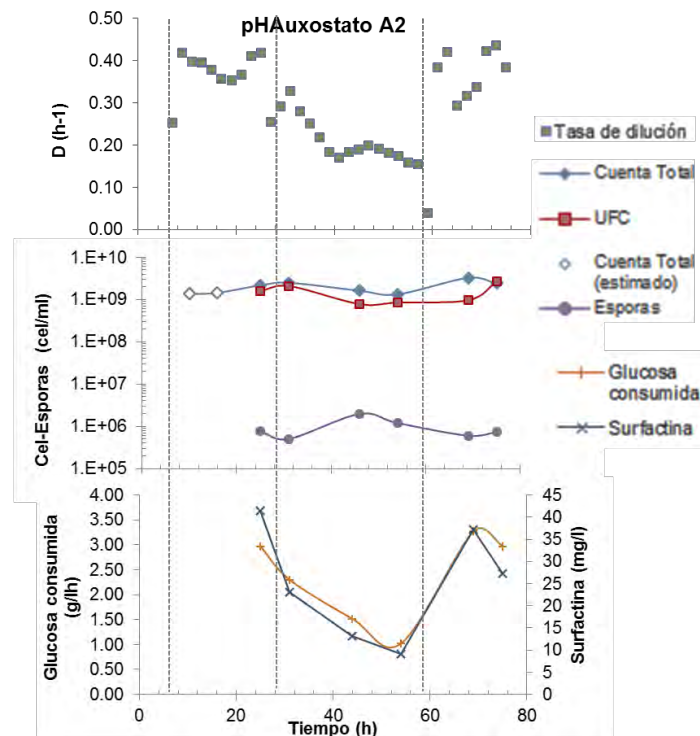 pHAuxostato A2
0.50
0.40
0.30
0.20
0.10
0.00
D (h-1)
Tasa de dilución
Cuenta Total
UFC
Cuenta Total
(estimado)
Esporas
Glucosa
consumida
Surfactina
1.E+10
1.E+09
1.E+08
1.E+07
1.E+06
1.E+05
Cel-Esporas (cel/ml)
4.00
3.50
3.00
2.50
2.00
1.50
1.00
0.50
0.00
Glucosa consumida
(g/lh)
45
40
35
30
25
20
15
10
5
0
Surfactina (mg/l)
0 20 40 60 80
Tiempo (h)